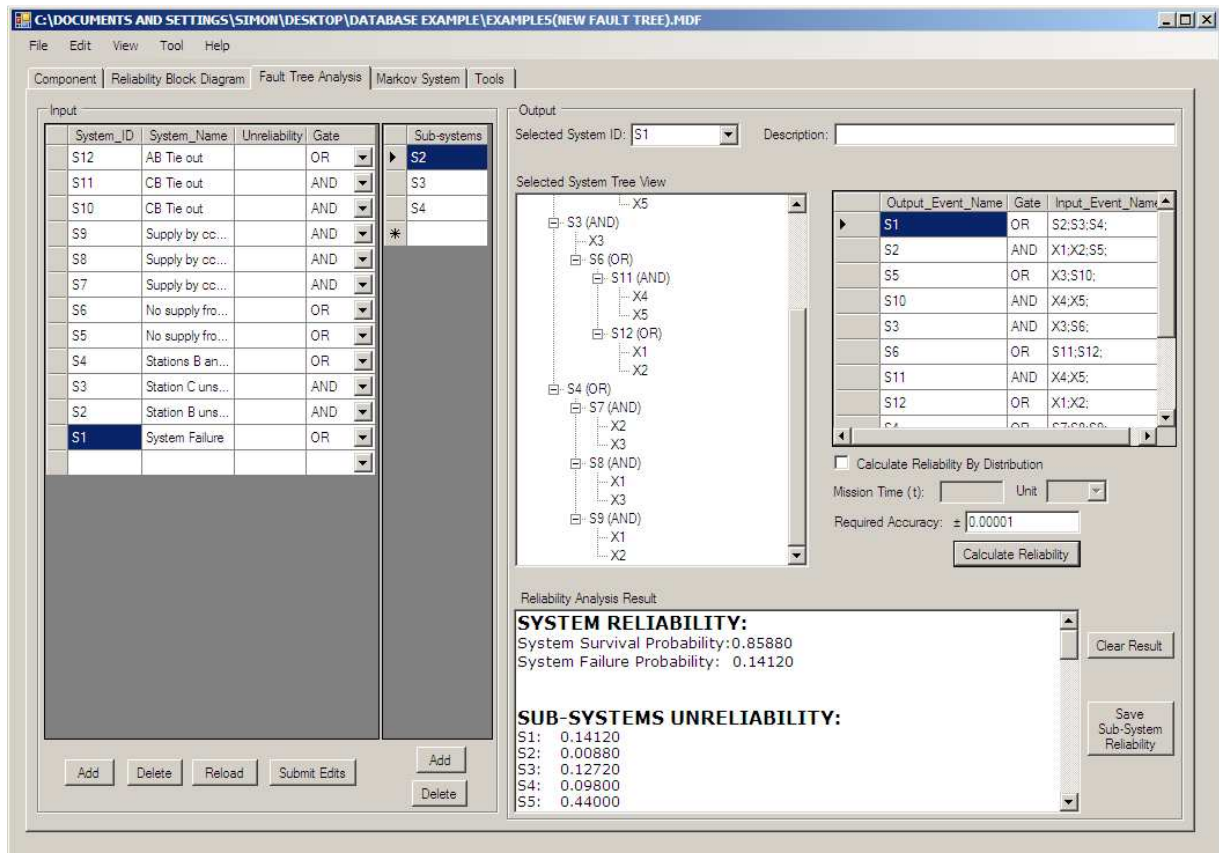 C:\DOCUMENTS AND SETTINGS\SIMON\DESKTOP\DATABASE EXAMPLE\EXAMPLE5(NEW FAULT TREE).MDF
File Edit View Tool Help
Component Reliability Block Diagram Fault Tree Analysis Markov System Tools
Input
System_ID System_Name Unreliability Gate
S12 AB Tie out OR
S11 CB Tie out AND
S10 CB Tie out AND
S9 Supply by cc... AND
S8 Supply by cc... AND
S7 Supply by cc... AND
S6 No supply fro... OR
S5 No supply fro... OR
S4 Stations B an... OR
S3 Station C uns... AND
S2 Station B uns... AND
S1 System Failure OR
Sub-systems
S2
S3
S4
Add Delete Reload Submit Edits
Add
Delete
Output
Selected System ID: S1 Description:
Selected System Tree View
X5
S3 (AND)
X3
S6 (OR)
S11 (AND)
X4
X5
S12 (OR)
X1
X2
S4 (OR)
S7 (AND)
X2
X3
S8 (AND)
X1
X3
S9 (AND)
X1
X2
Output_Event_Name Gate Input_Event_Name
S1 OR S2;S3;S4;
S2 AND X1;X2;S5;
S5 OR X3;S10;
S10 AND X4;X5;
S3 AND X3;S6;
S6 OR S11;S12;
S11 AND X4;X5;
S12 OR X1;X2;
S4 OR S7;S8;S9;
Calculate Reliability By Distribution
Mission Time (t): Unit
Required Accuracy: ± 0.00001
Calculate Reliability
Reliability Analysis Result
SYSTEM RELIABILITY:
System Survival Probability:0.85880
System Failure Probability: 0.14120
SUB-SYSTEMS UNRELIABILITY:
S1: 0.14120
S2: 0.00880
S3: 0.12720
S4: 0.09800
S5: 0.44000
Clear Result
Save
Sub-System
Reliability